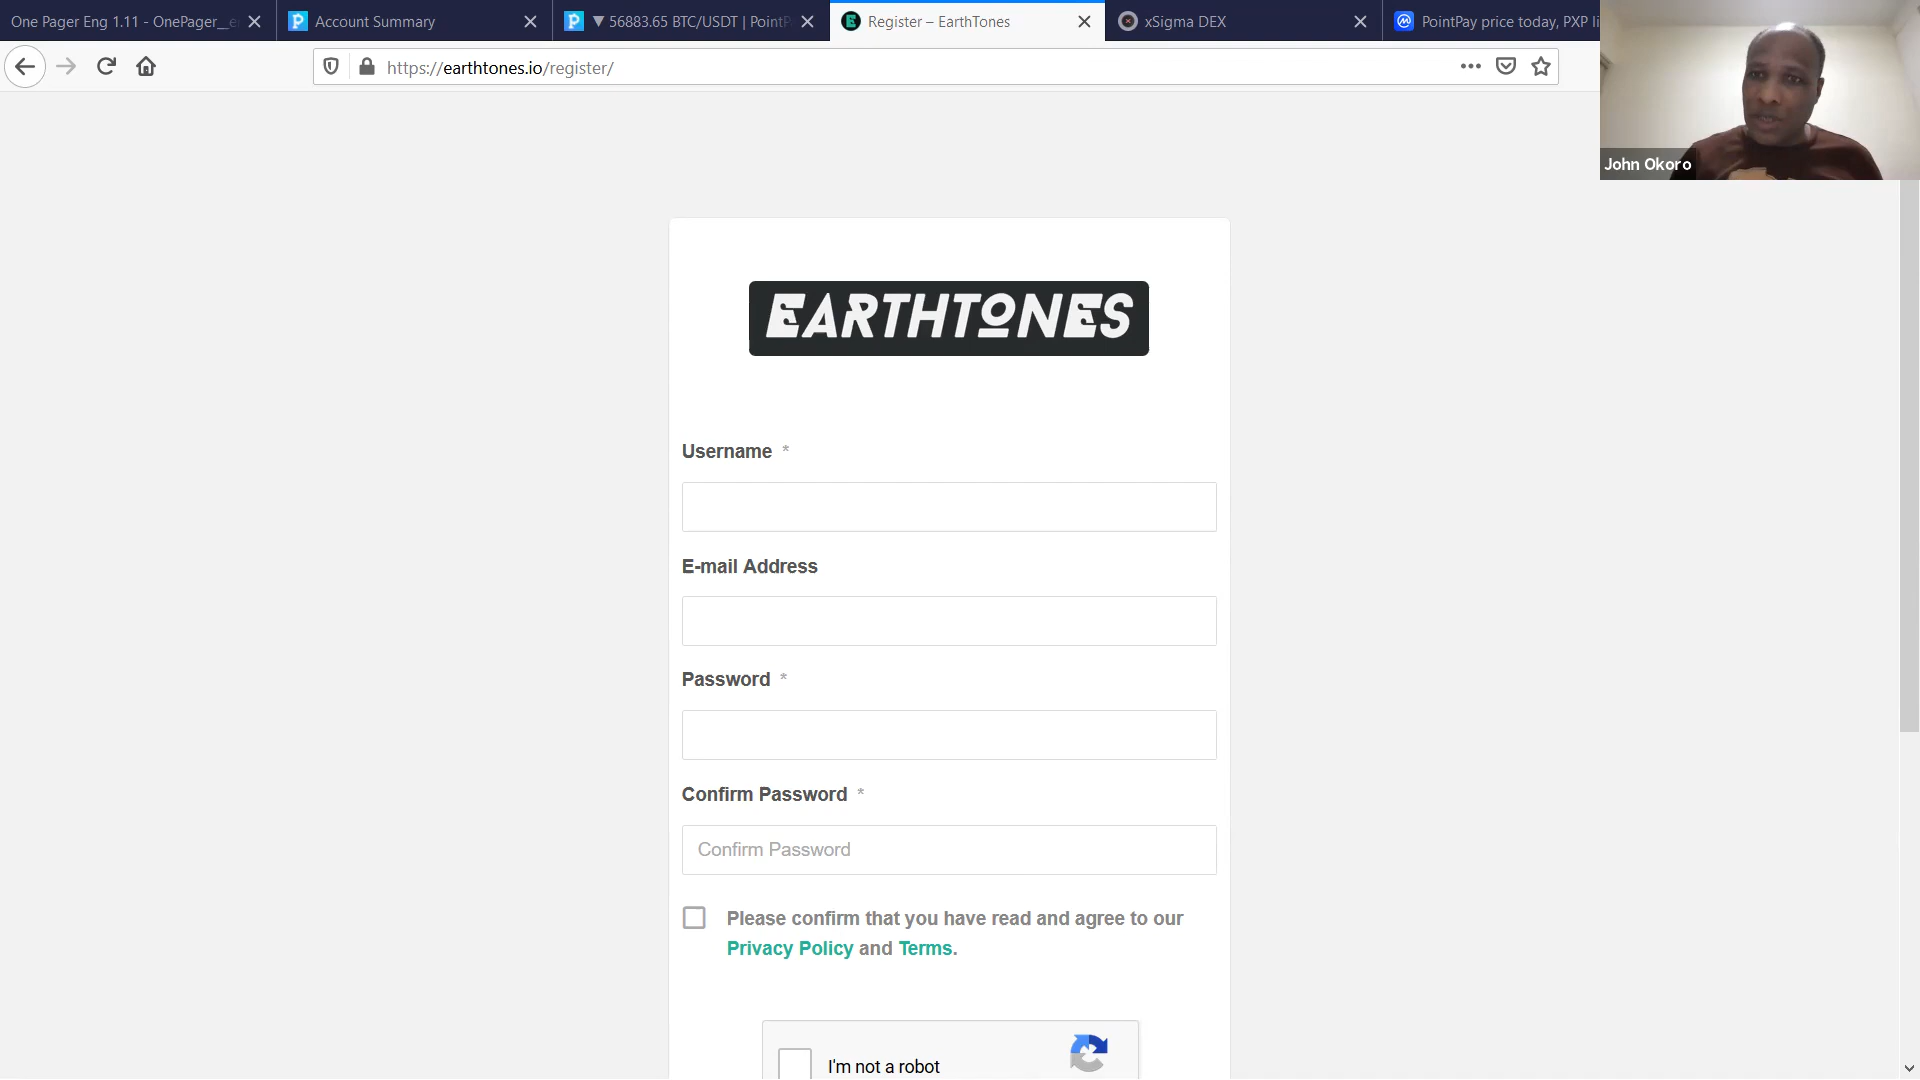 One Pager Eng 1.11 - OnePager__e
Account Summary
▼ 56883.65 BTC/USDT | PointP
Register – EarthTones
xSigma DEX
PointPay price today, PXP li
https://earthtones.io/register/
John Okoro
EARTHTONES
Username *
E-mail Address
Password *
Confirm Password *
Confirm Password
Please confirm that you have read and agree to our
Privacy Policy and Terms.
I'm not a robot